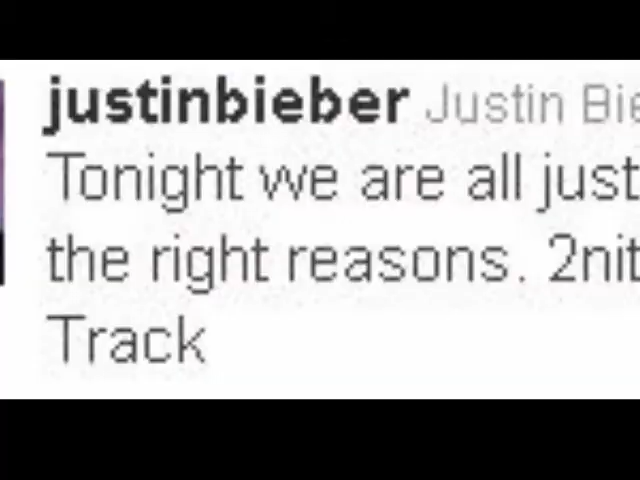 justinbieber Justin Bie
Tonight we are all just
the right reasons. 2nit
Track